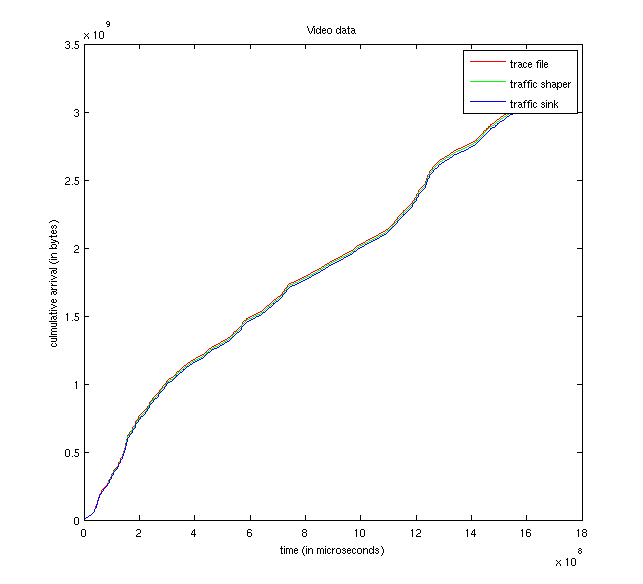 x 10^9
Video data
3.5
3
2.5
2
1.5
1
0.5
0
trace file
traffic shaper
traffic sink
culmulative arrival (in bytes)
0 2 4 6 8 10 12 14 16 18
time (in microseconds)
x 10^8